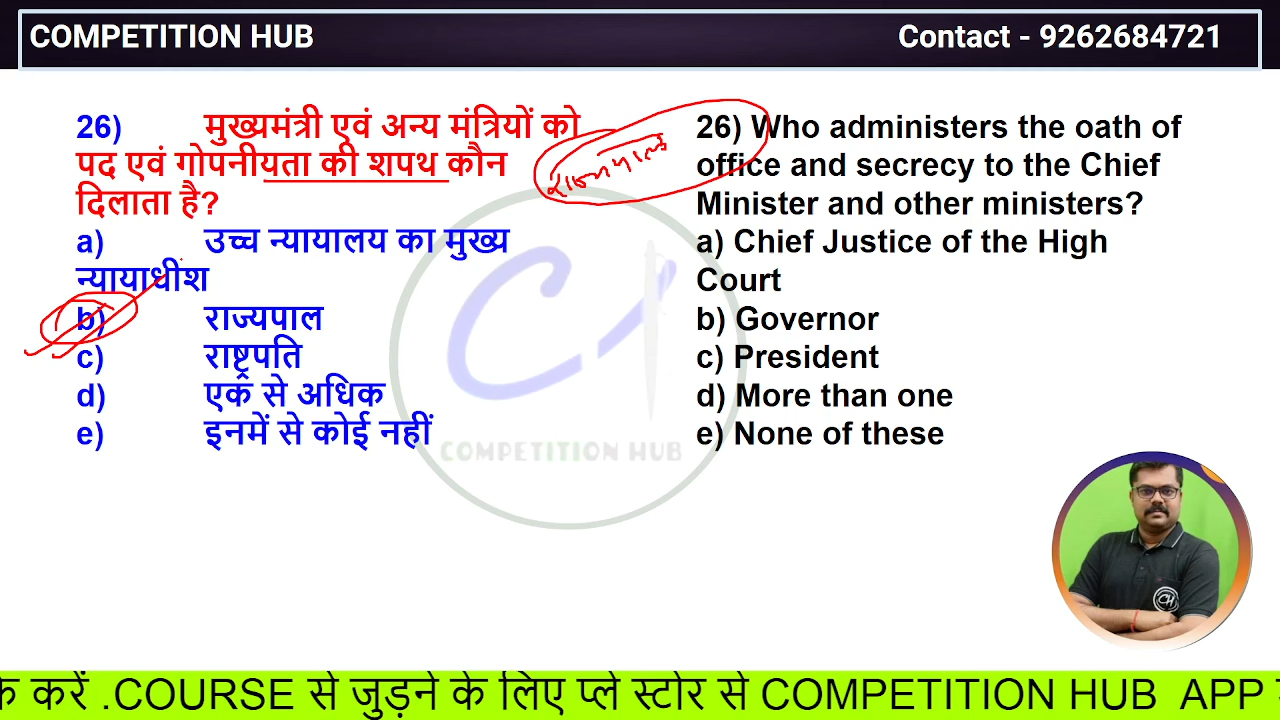 COMPETITION HUB
Contact - 9262684721
26) मुख्यमंत्री एवं अन्य मंत्रियों को
पद एवं गोपनीयता की शपथ कौन
दिलाता है?
a) उच्च न्यायालय का मुख्य
न्यायाधीश
b) राज्यपाल
c) राष्ट्रपति
d) एक से अधिक
e) इनमें से कोई नहीं
राज्यपाल
26) Who administers the oath of
office and secrecy to the Chief
Minister and other ministers?
a) Chief Justice of the High
Court
b) Governor
c) President
d) More than one
e) None of these
COMPETITION HUB
CH
करें .COURSE से जुड़ने के लिए प्ले स्टोर से COMPETITION HUB APP